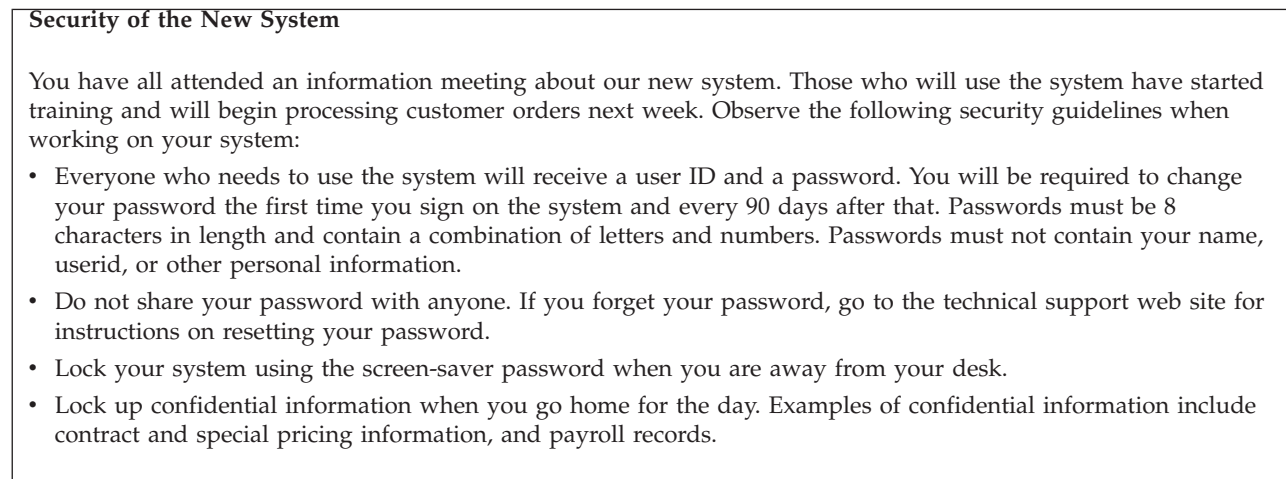 Security of the New System
You have all attended an information meeting about our new system. Those who will use the system have started
training and will begin processing customer orders next week. Observe the following security guidelines when
working on your system:
• Everyone who needs to use the system will receive a user ID and a password. You will be required to change
your password the first time you sign on the system and every 90 days after that. Passwords must be 8
characters in length and contain a combination of letters and numbers. Passwords must not contain your name,
userid, or other personal information.
• Do not share your password with anyone. If you forget your password, go to the technical support web site for
instructions on resetting your password.
• Lock your system using the screen-saver password when you are away from your desk.
• Lock up confidential information when you go home for the day. Examples of confidential information include
contract and special pricing information, and payroll records.